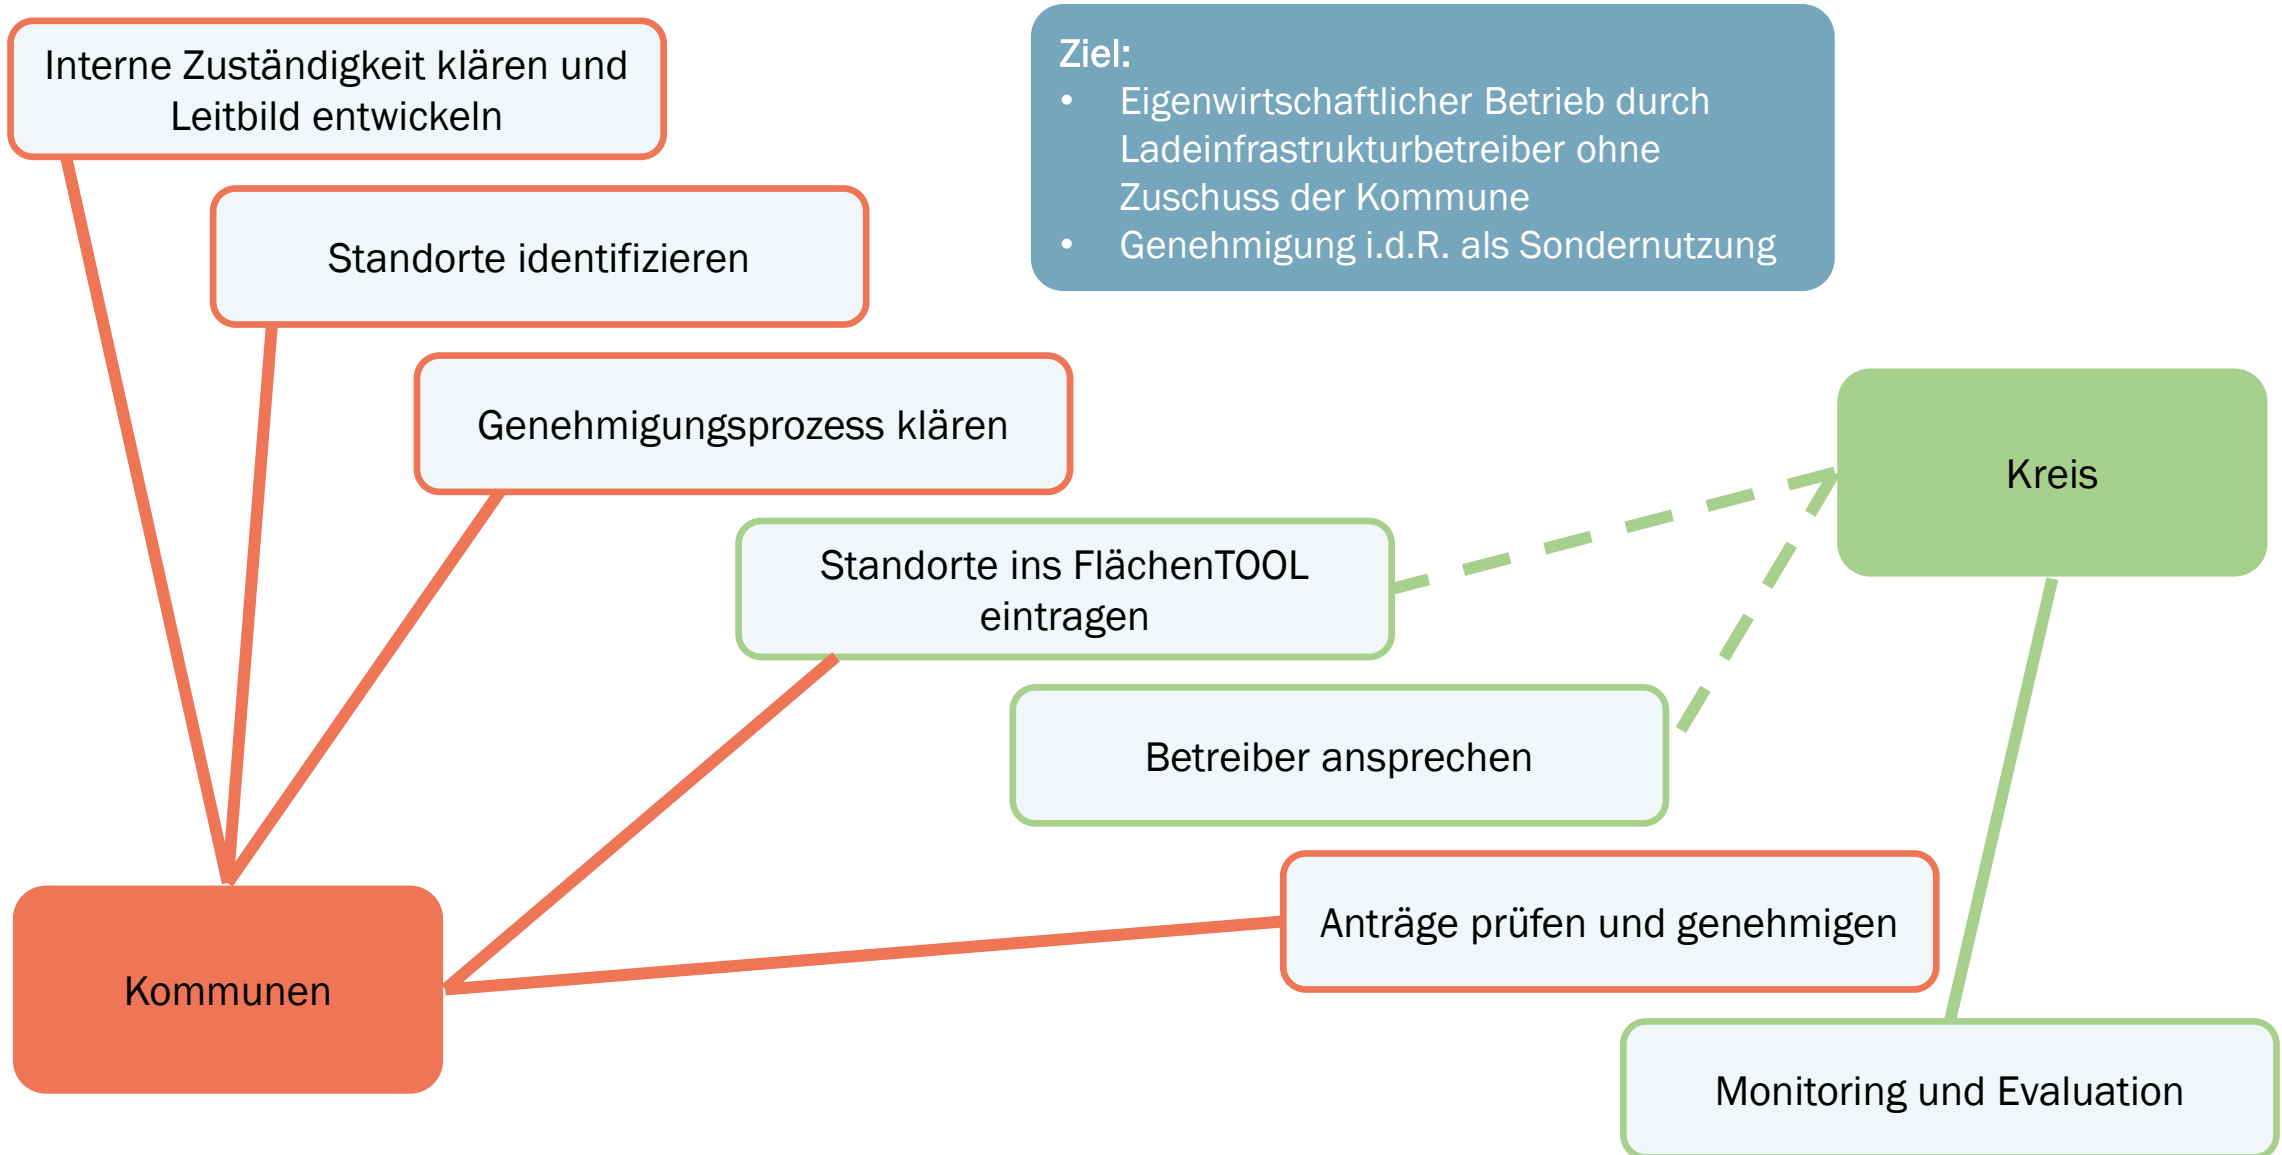 Interne Zuständigkeit klären und
Leitbild entwickeln
Ziel:
• Eigenwirtschaftlicher Betrieb durch
Ladeinfrastrukturbetreiber ohne
Zuschuss der Kommune
• Genehmigung i.d.R. als Sondernutzung
Standorte identifizieren
Genehmigungsprozess klären
Kreis
Standorte ins FlächenTOOL
eintragen
Betreiber ansprechen
Anträge prüfen und genehmigen
Kommunen
Monitoring und Evaluation